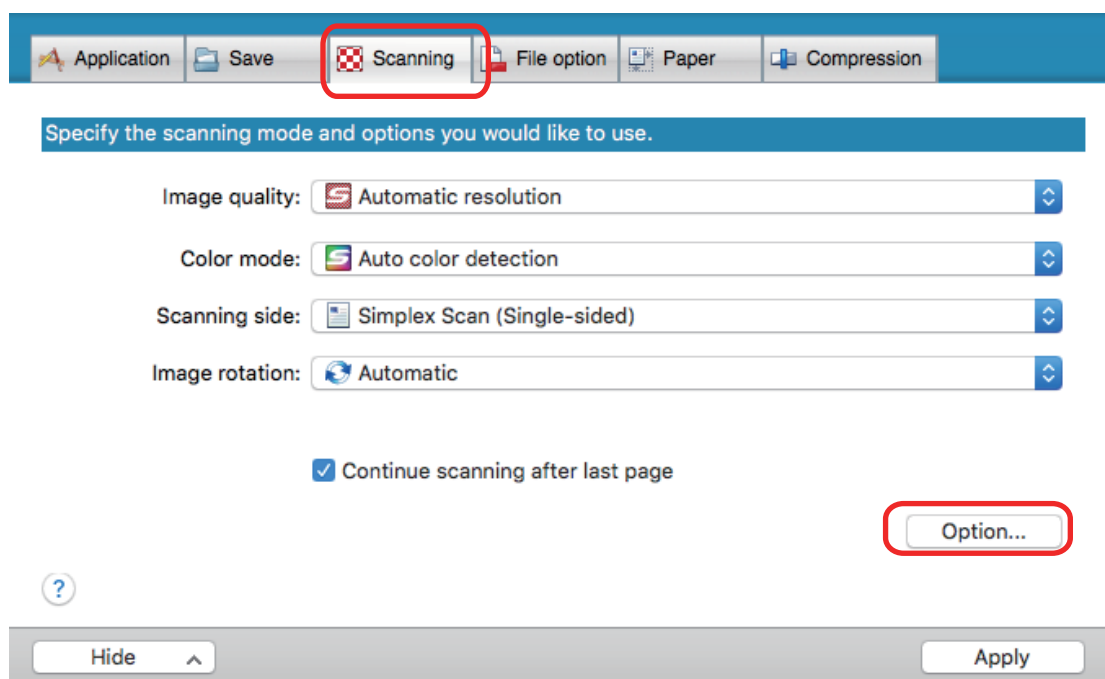 Application Save Scanning File option Paper Compression
Specify the scanning mode and options you would like to use.
Image quality: Automatic resolution
Color mode: Auto color detection
Scanning side: Simplex Scan (Single-sided)
Image rotation: Automatic
Continue scanning after last page
Option...
?
Hide Apply